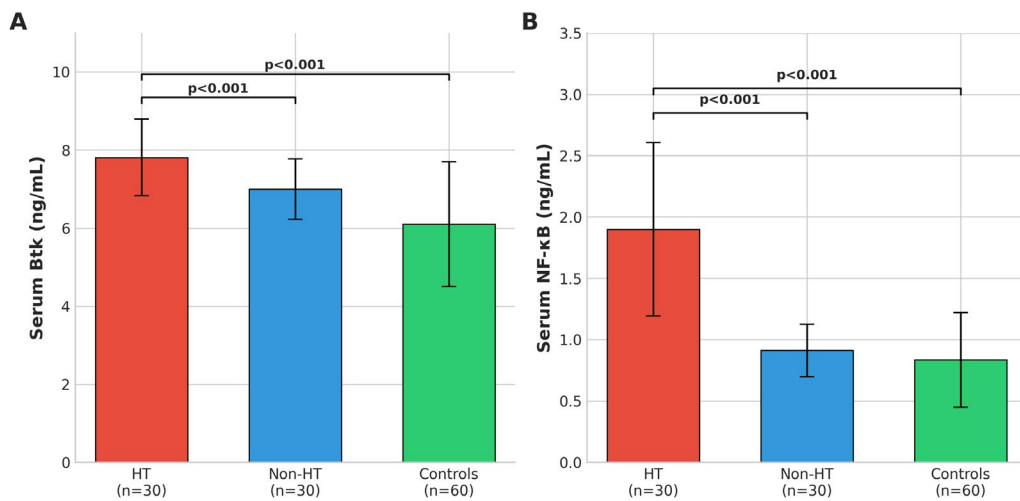 A
Serum Btk (ng/mL)
10
8
6
4
2
0
p<0.001
p<0.001
HT
(n=30)
Non-HT
(n=30)
Controls
(n=60)
B
Serum NF-κB (ng/mL)
3.5
3.0
2.5
2.0
1.5
1.0
0.5
0.0
p<0.001
p<0.001
HT
(n=30)
Non-HT
(n=30)
Controls
(n=60)